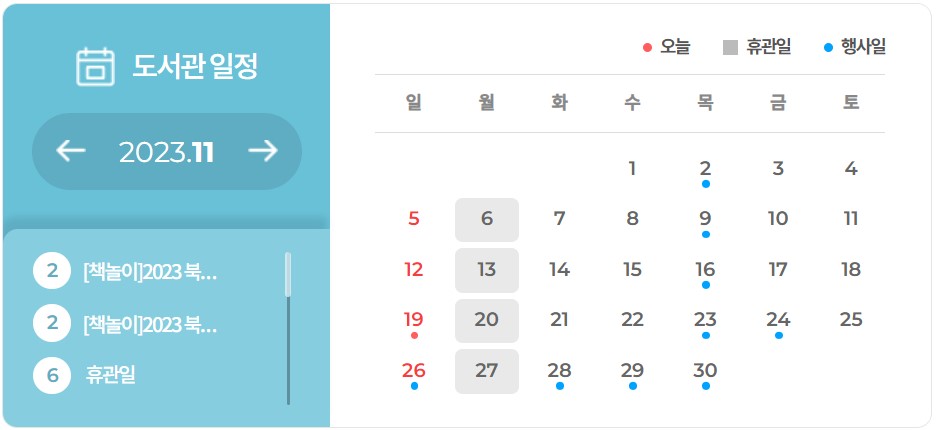 도서관 일정
2023.11
2 [책놀이]2023 북...
2 [책놀이]2023 북...
6 휴관일
오늘 휴관일 행사일
일 월 화 수 목 금 토
1 2 3 4
5 6 7 8 9 10 11
12 13 14 15 16 17 18
19 20 21 22 23 24 25
26 27 28 29 30